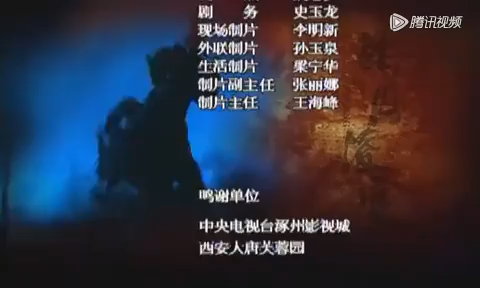 剧 务 史玉龙
腾讯视频
现场制片 李明新
外联制片 孙玉泉
生活制片 梁宁华
制片副主任 张丽娜
制片主任 王海峰
鸣谢单位
中央电视台涿州影视城
西安大唐芙蓉园